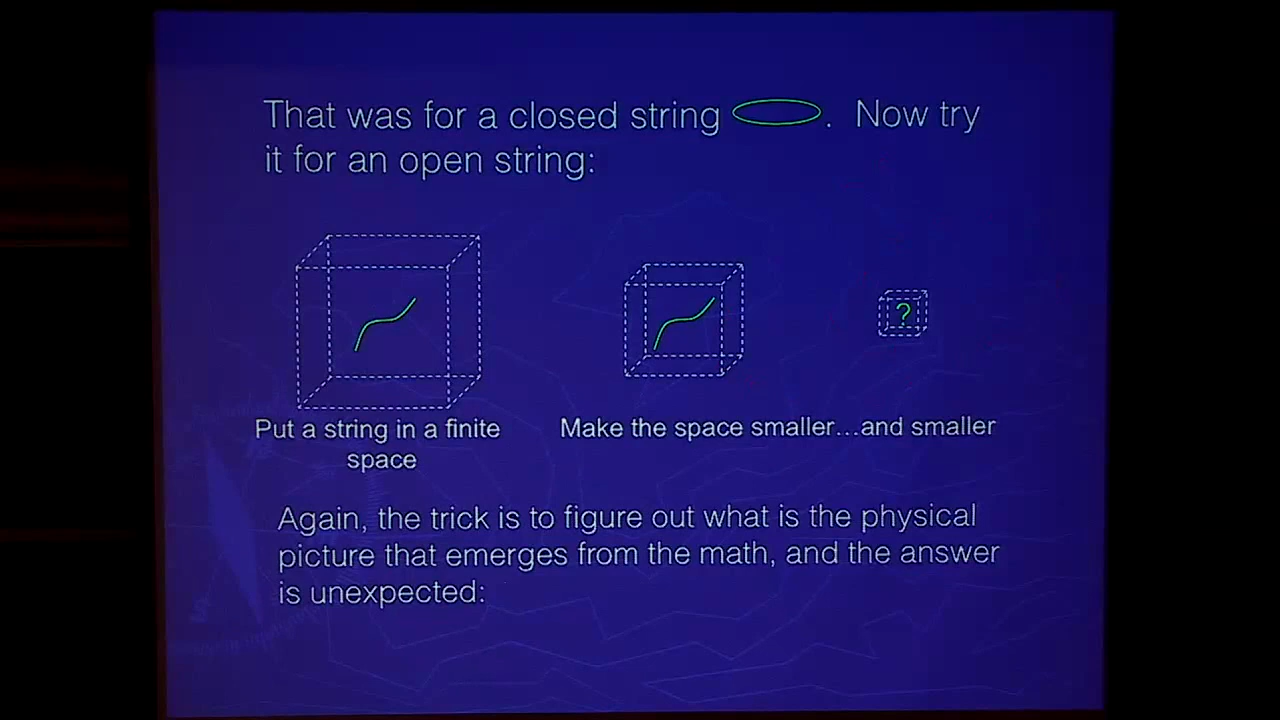 That was for a closed string . Now try
it for an open string:
?
Put a string in a finite
space
Make the space smaller...and smaller
Again, the trick is to figure out what is the physical
picture that emerges from the math, and the answer
is unexpected: